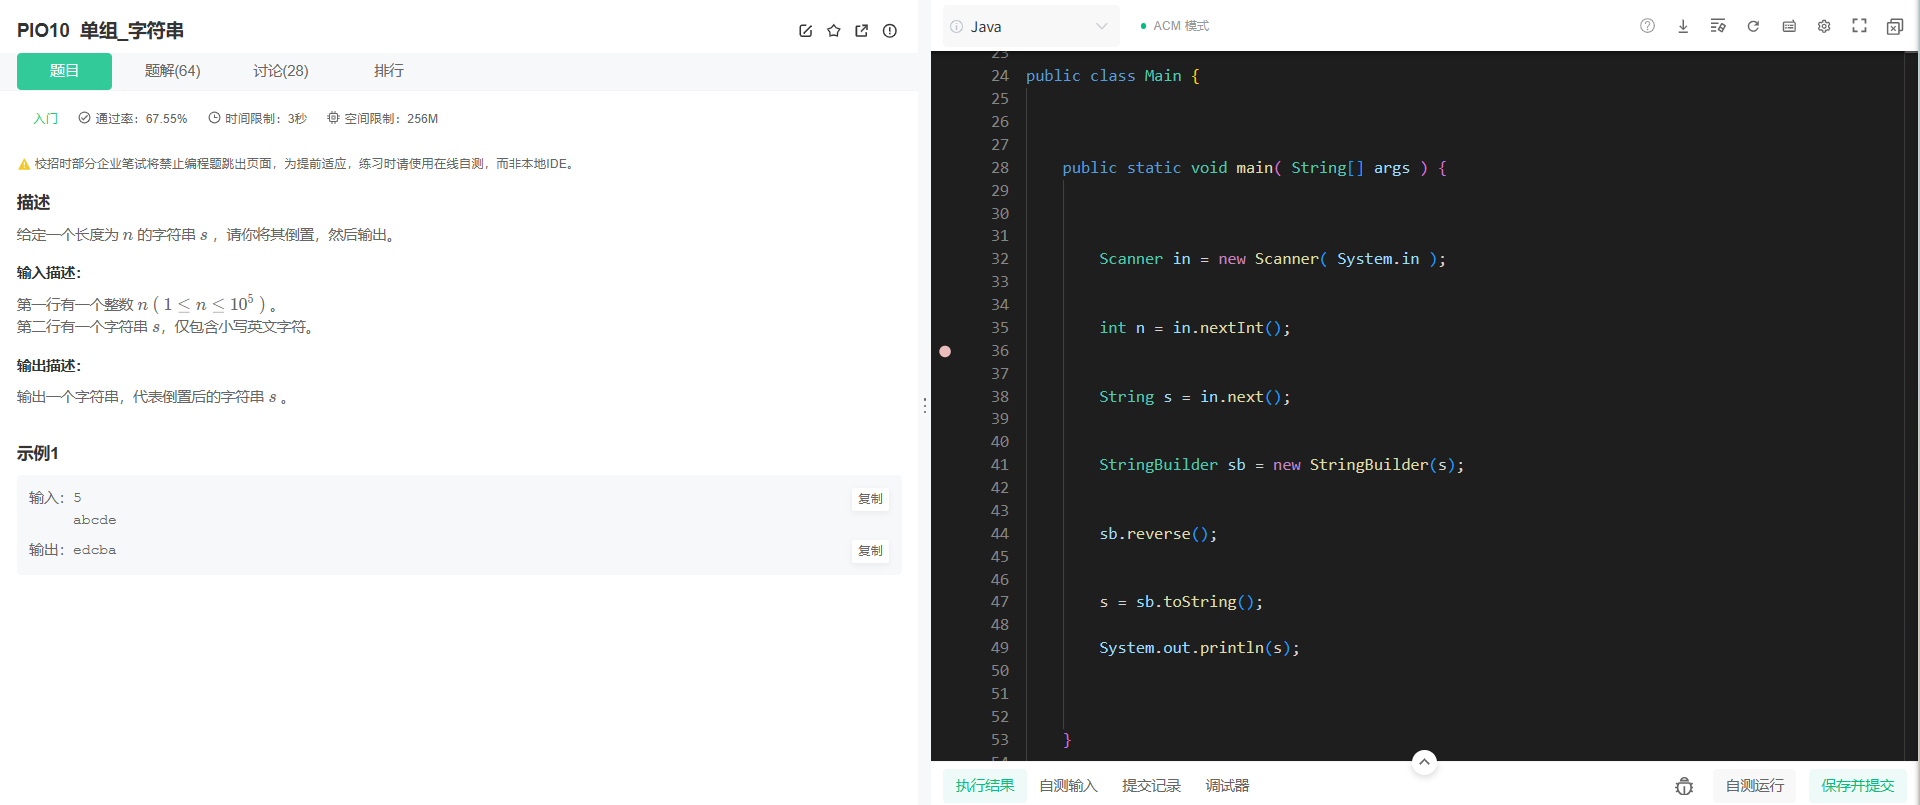 PIO10 单组_字符串
题目 题解(64) 讨论(28) 排行
入门 通过率：67.55% 时间限制：3秒 空间限制：256M
校招时部分企业笔试将禁止编程题跳出页面，为提前适应，练习时请使用在线自测，而非本地IDE。
描述
给定一个长度为 n 的字符串 s ，请你将其倒置，然后输出。
输入描述：
第一行有一个整数 n ( 1 ≤ n ≤ 10⁵ ) 。
第二行有一个字符串 s，仅包含小写英文字符。
输出描述：
输出一个字符串，代表倒置后的字符串 s 。
示例1
输入：5 复制
abcde
输出：edcba 复制
Java ACM 模式
23
24 public class Main {
25
26
27
28 public static void main( String[] args ) {
29
30
31
32 Scanner in = new Scanner( System.in );
33
34
35 int n = in.nextInt();
36
37
38 String s = in.next();
39
40
41 StringBuilder sb = new StringBuilder(s);
42
43
44 sb.reverse();
45
46
47 s = sb.toString();
48
49 System.out.println(s);
50
51
52
53 }
54
执行结果 自测输入 提交记录 调试器 自测运行 保存并提交